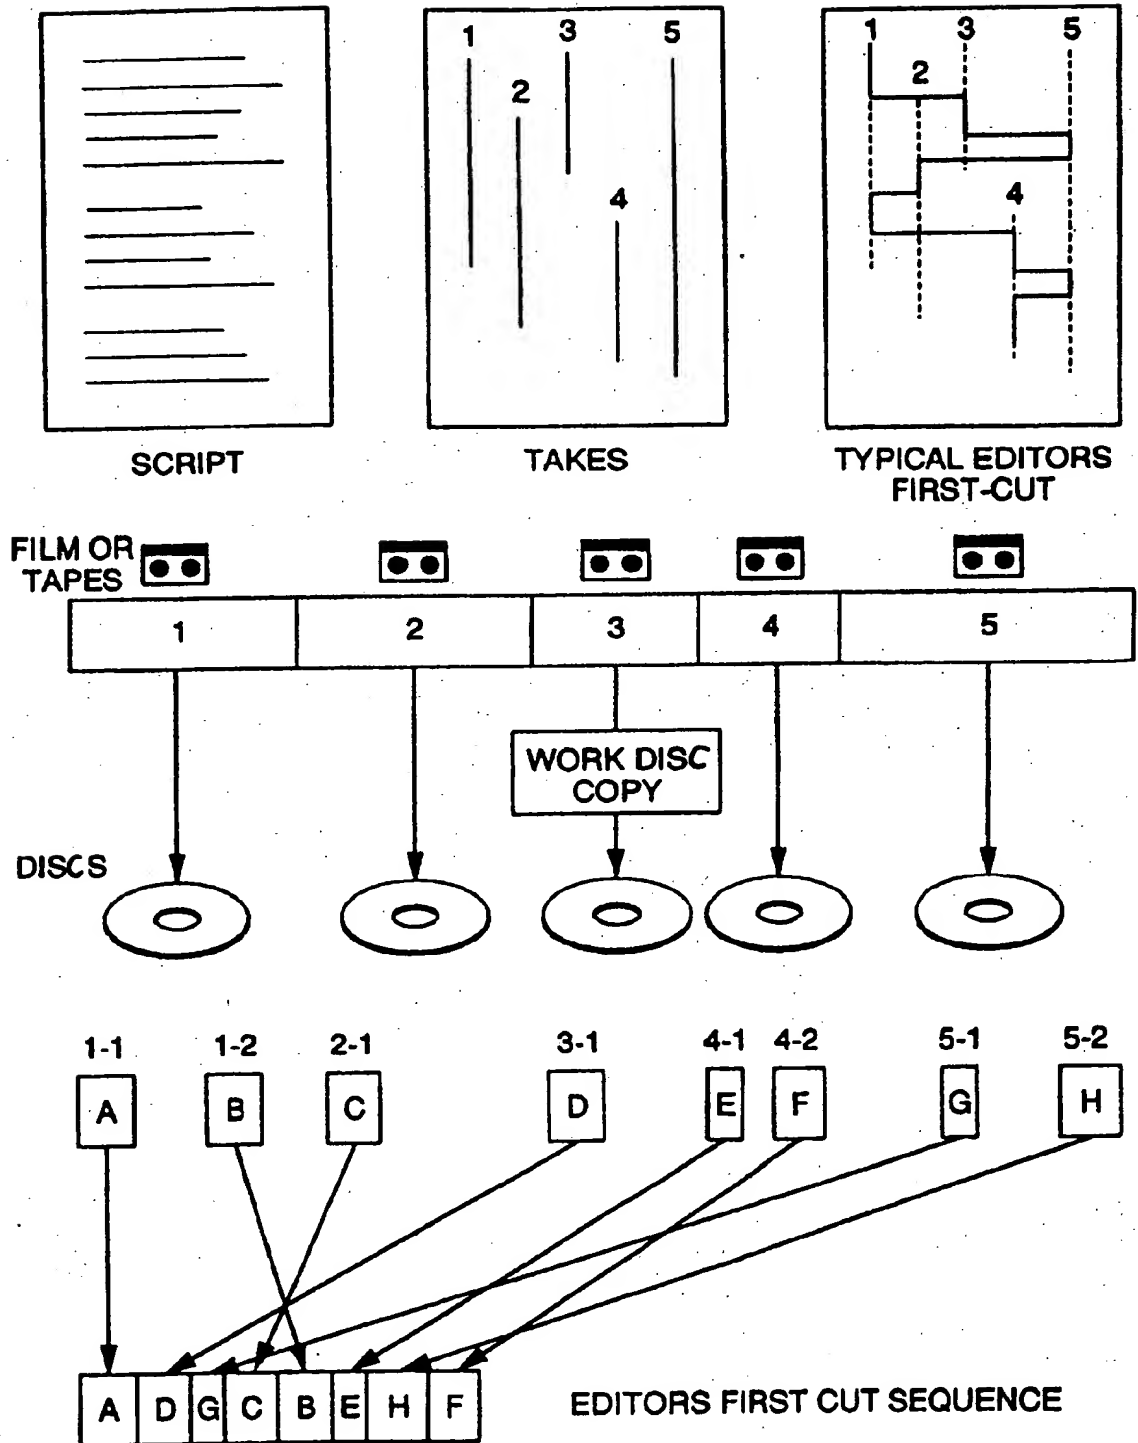 1 3 5
2
4
1 3 5
2
4
SCRIPT
TAKES
TYPICAL EDITORS
FIRST-CUT
FILM OR
TAPES
1 2 3 4 5
WORK DISC
COPY
DISCS
1-1 1-2 2-1 3-1 4-1 4-2 5-1 5-2
A B C D E F G H
A D G C B E H F
EDITORS FIRST CUT SEQUENCE